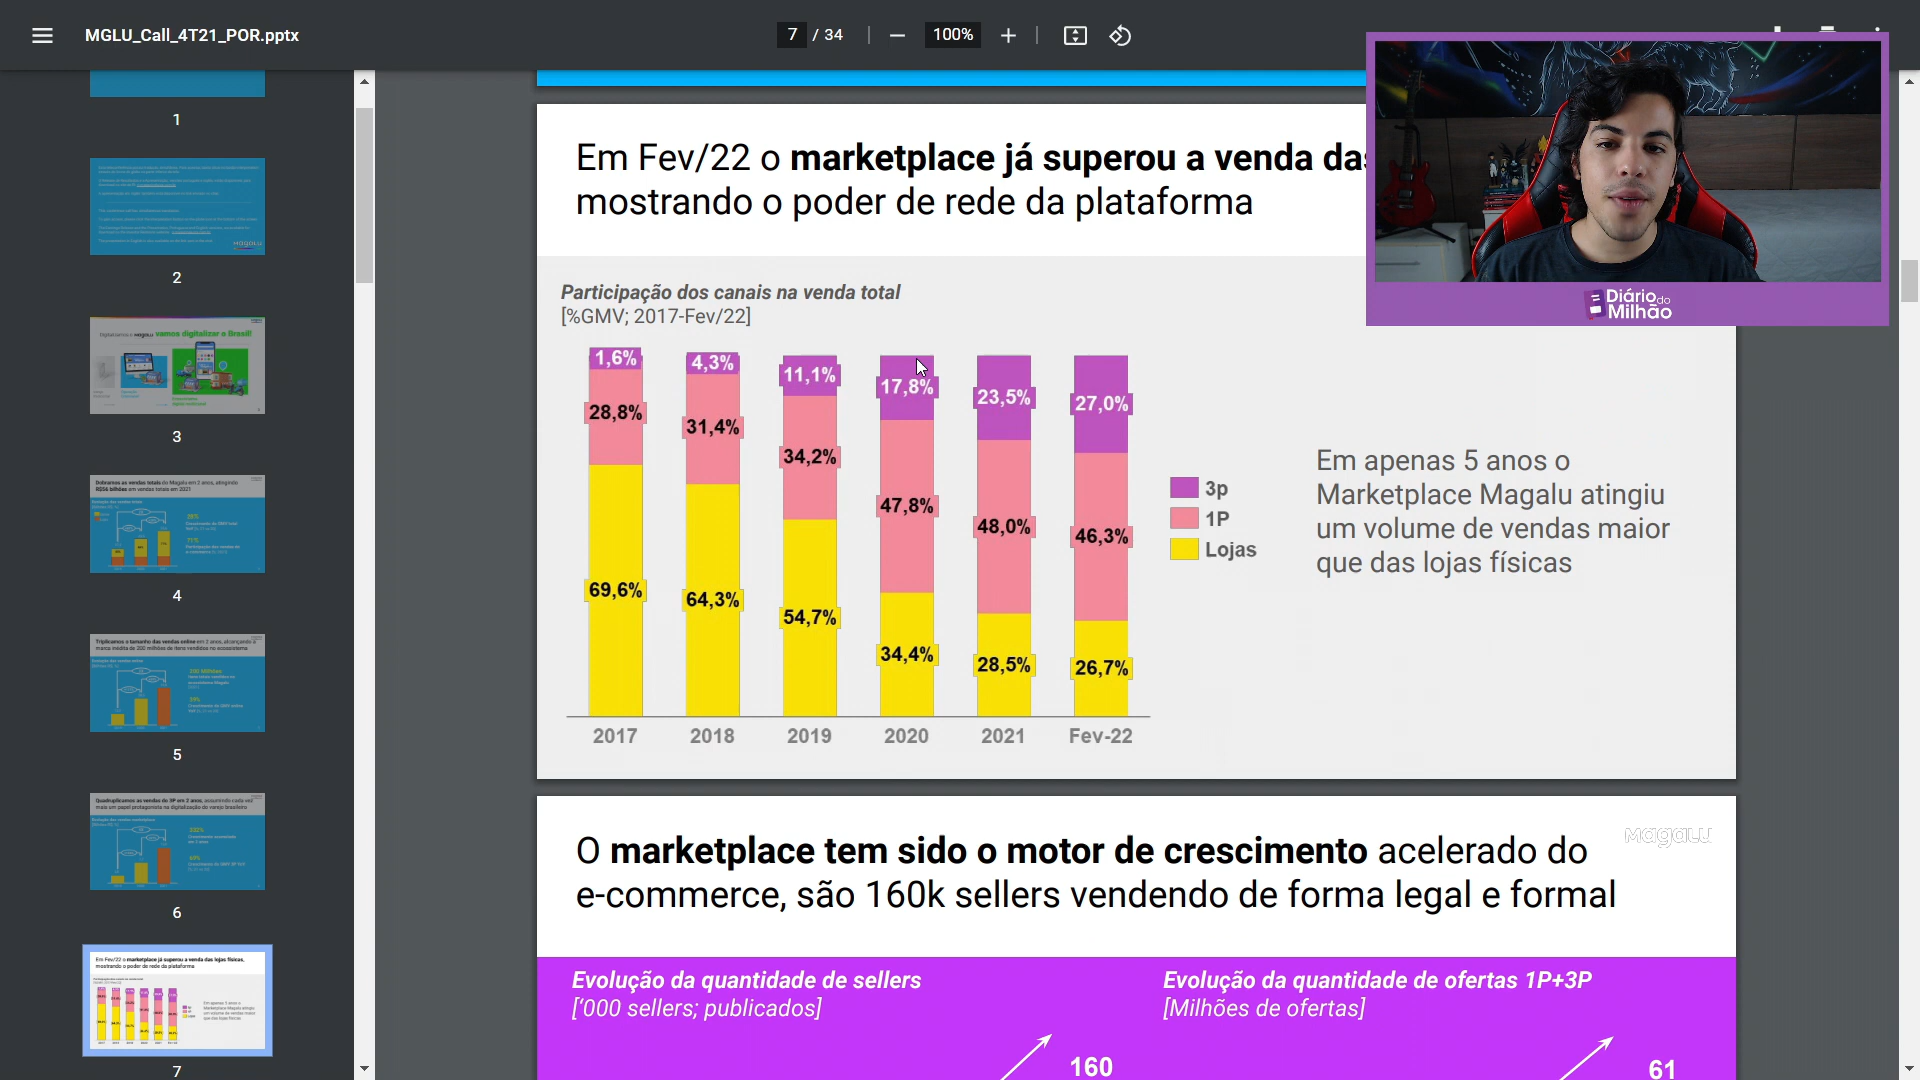 MGLU_Call_4T21_POR.pptx
7 / 34
100%
1
2
3
4
5
6
7
Em Fev/22 o marketplace já superou a venda das
mostrando o poder de rede da plataforma
Diário do
Milhão
Participação dos canais na venda total
[%GMV; 2017-Fev/22]
1,6% 4,3% 11,1% 17,8% 23,5% 27,0%
28,8% 31,4% 34,2% 47,8% 48,0% 46,3%
69,6% 64,3% 54,7% 34,4% 28,5% 26,7%
2017 2018 2019 2020 2021 Fev-22
3p
1P
Lojas
Em apenas 5 anos o
Marketplace Magalu atingiu
um volume de vendas maior
que das lojas físicas
Magalu
O marketplace tem sido o motor de crescimento acelerado do
e-commerce, são 160k sellers vendendo de forma legal e formal
Evolução da quantidade de sellers
['000 sellers; publicados]
160
Evolução da quantidade de ofertas 1P+3P
[Milhões de ofertas]
61